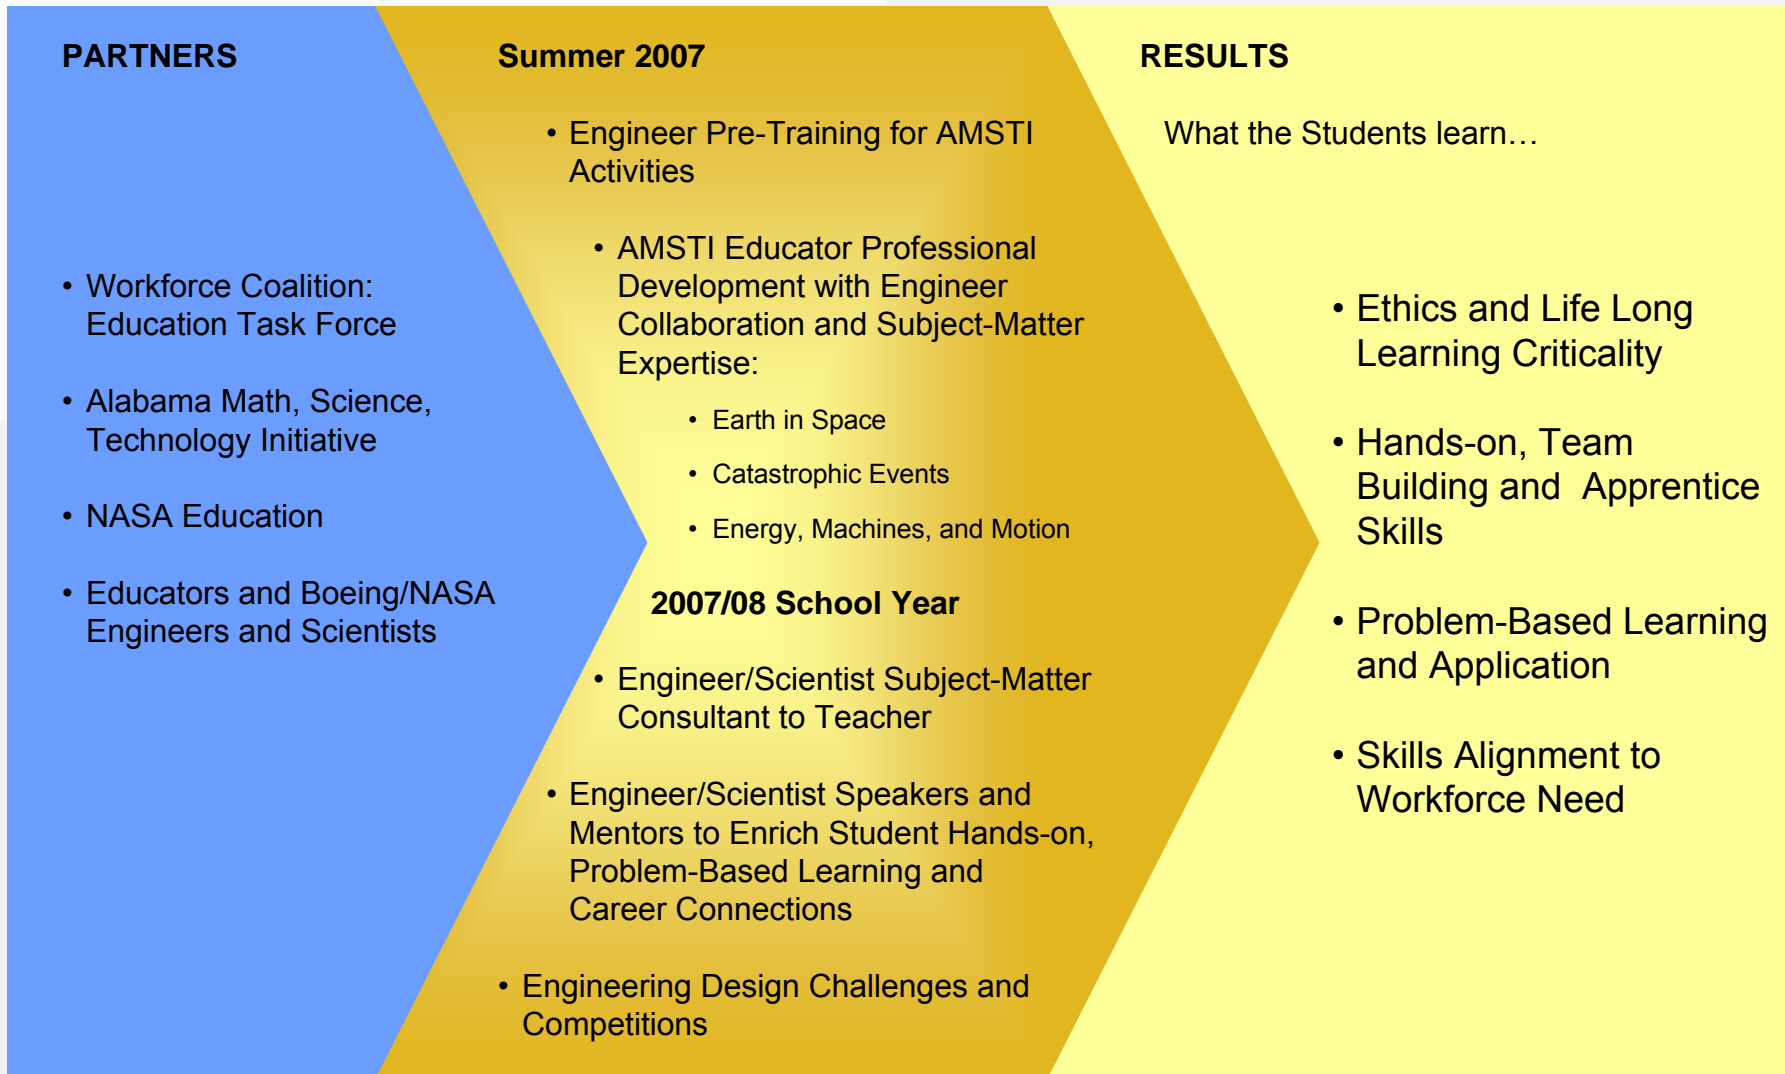 PARTNERS
• Workforce Coalition:
Education Task Force
• Alabama Math, Science,
Technology Initiative
• NASA Education
• Educators and Boeing/NASA
Engineers and Scientists
Summer 2007
• Engineer Pre-Training for AMSTI
Activities
• AMSTI Educator Professional
Development with Engineer
Collaboration and Subject-Matter
Expertise:
• Earth in Space
• Catastrophic Events
• Energy, Machines, and Motion
2007/08 School Year
• Engineer/Scientist Subject-Matter
Consultant to Teacher
• Engineer/Scientist Speakers and
Mentors to Enrich Student Hands-on,
Problem-Based Learning and
Career Connections
• Engineering Design Challenges and
Competitions
RESULTS
What the Students learn…
• Ethics and Life Long
Learning Criticality
• Hands-on, Team
Building and  Apprentice
Skills
• Problem-Based Learning
and Application
• Skills Alignment to
Workforce Need